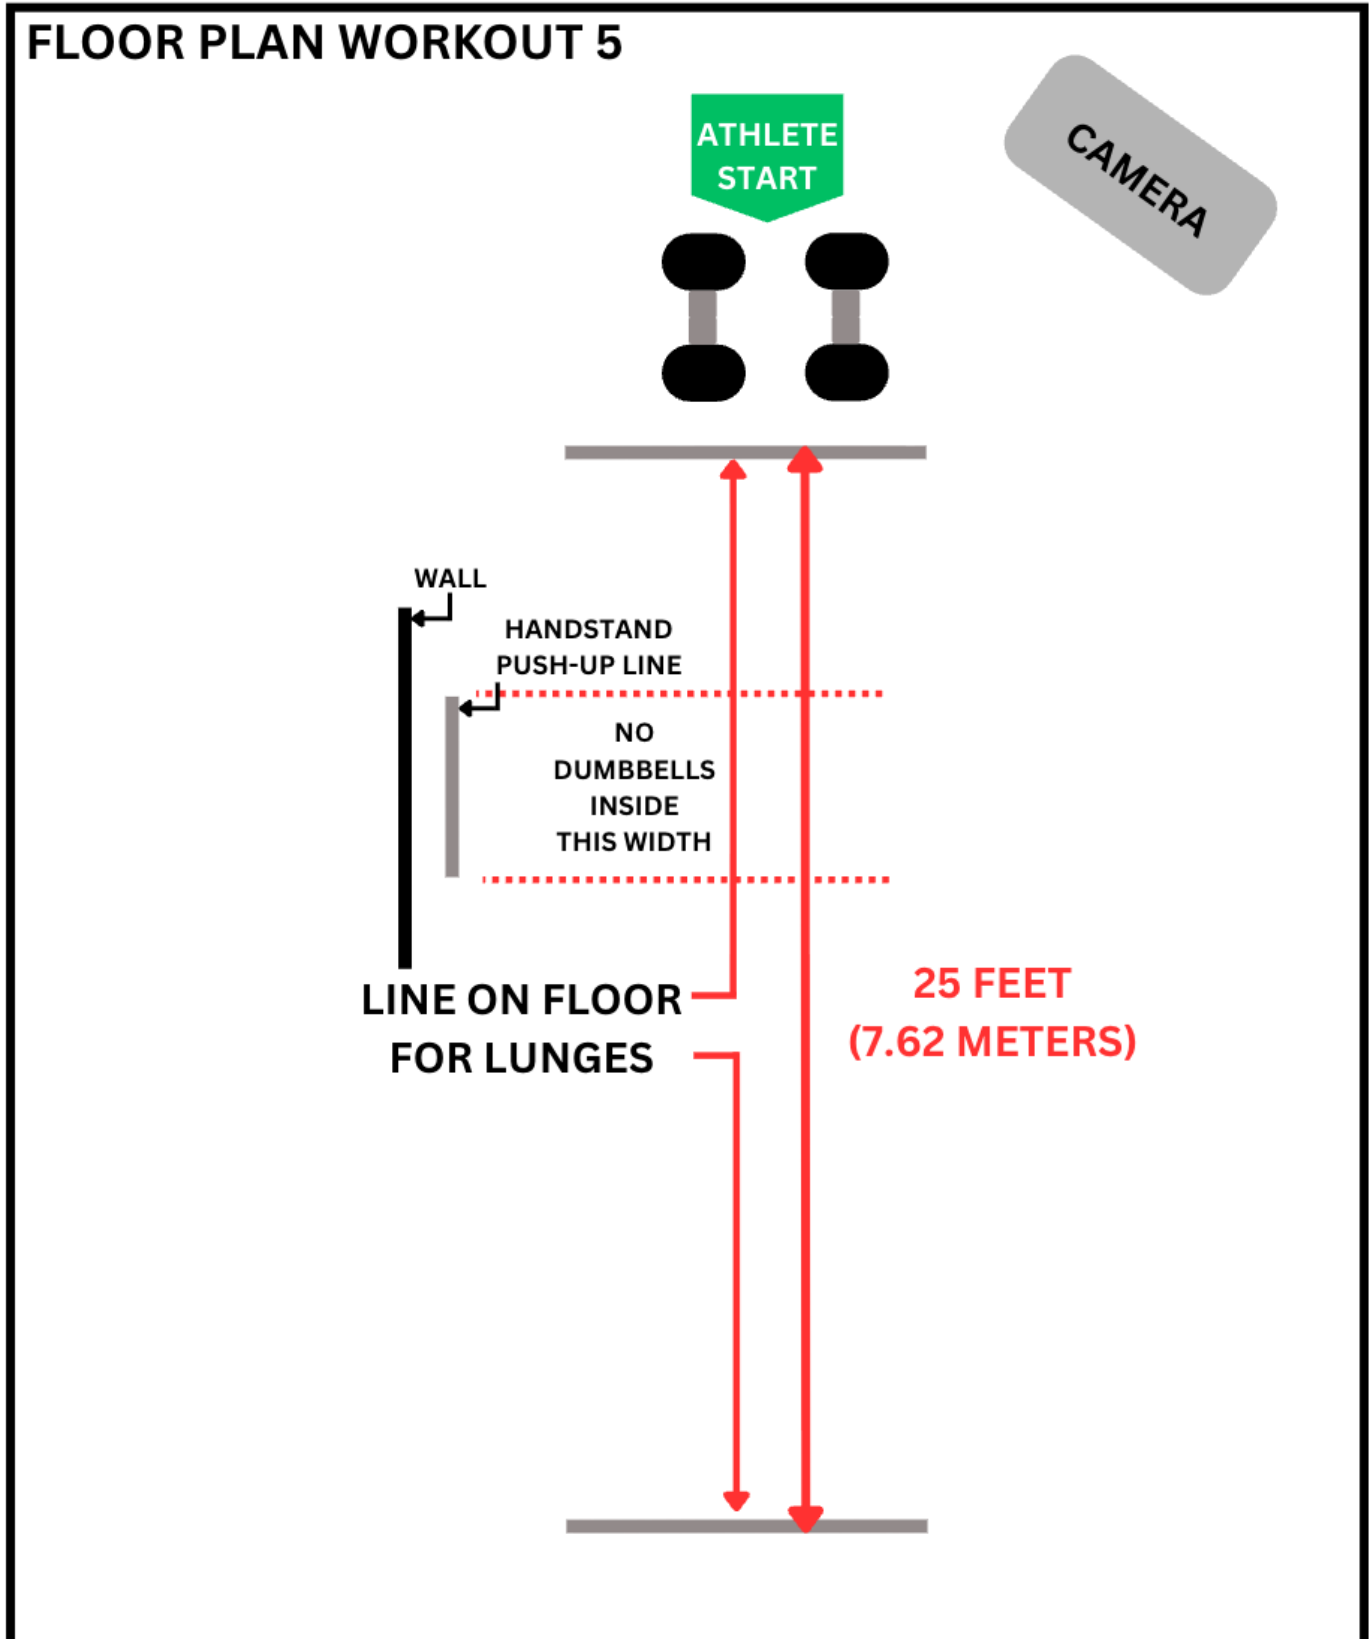 FLOOR PLAN WORKOUT 5
ATHLETE
START
CAMERA
WALL
HANDSTAND
PUSH-UP LINE
NO
DUMBBELLS
INSIDE
THIS WIDTH
LINE ON FLOOR
FOR LUNGES
25 FEET
(7.62 METERS)